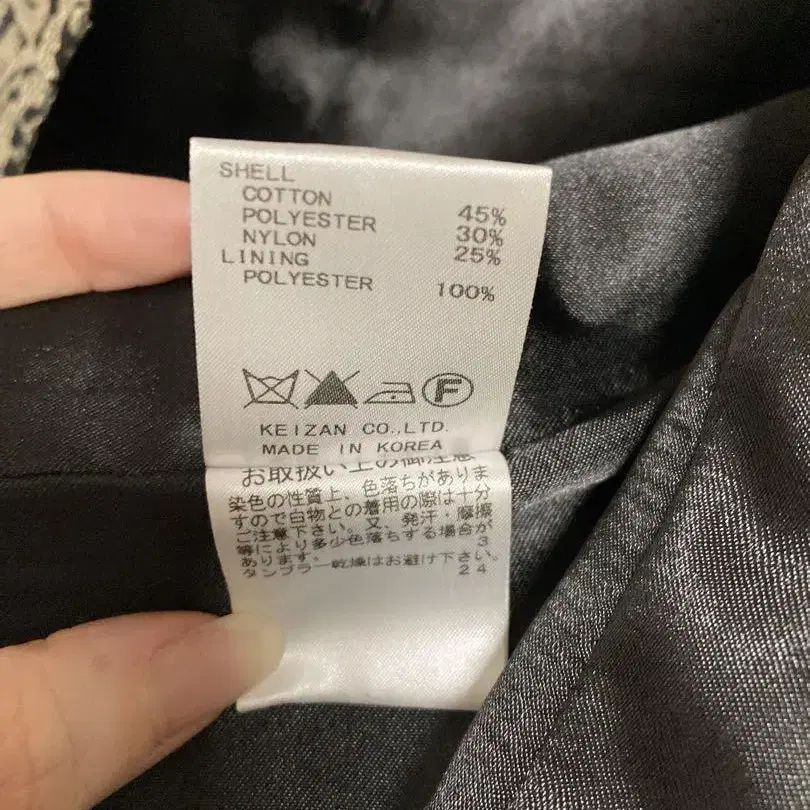 SHELL
COTTON 45%
POLYESTER 30%
NYLON 25%
LINING
POLYESTER 100%
F
KEIZAN CO.,LTD.
MADE IN KOREA
お取扱い上の御注意
染色の性質上、色落ちがありま
すので白物との着用の際は十分
ご注意下さい。又、発汗・摩擦
等により多少色落ちする場合が
あります。 3
タンブラー乾燥はお避け下さい。
24